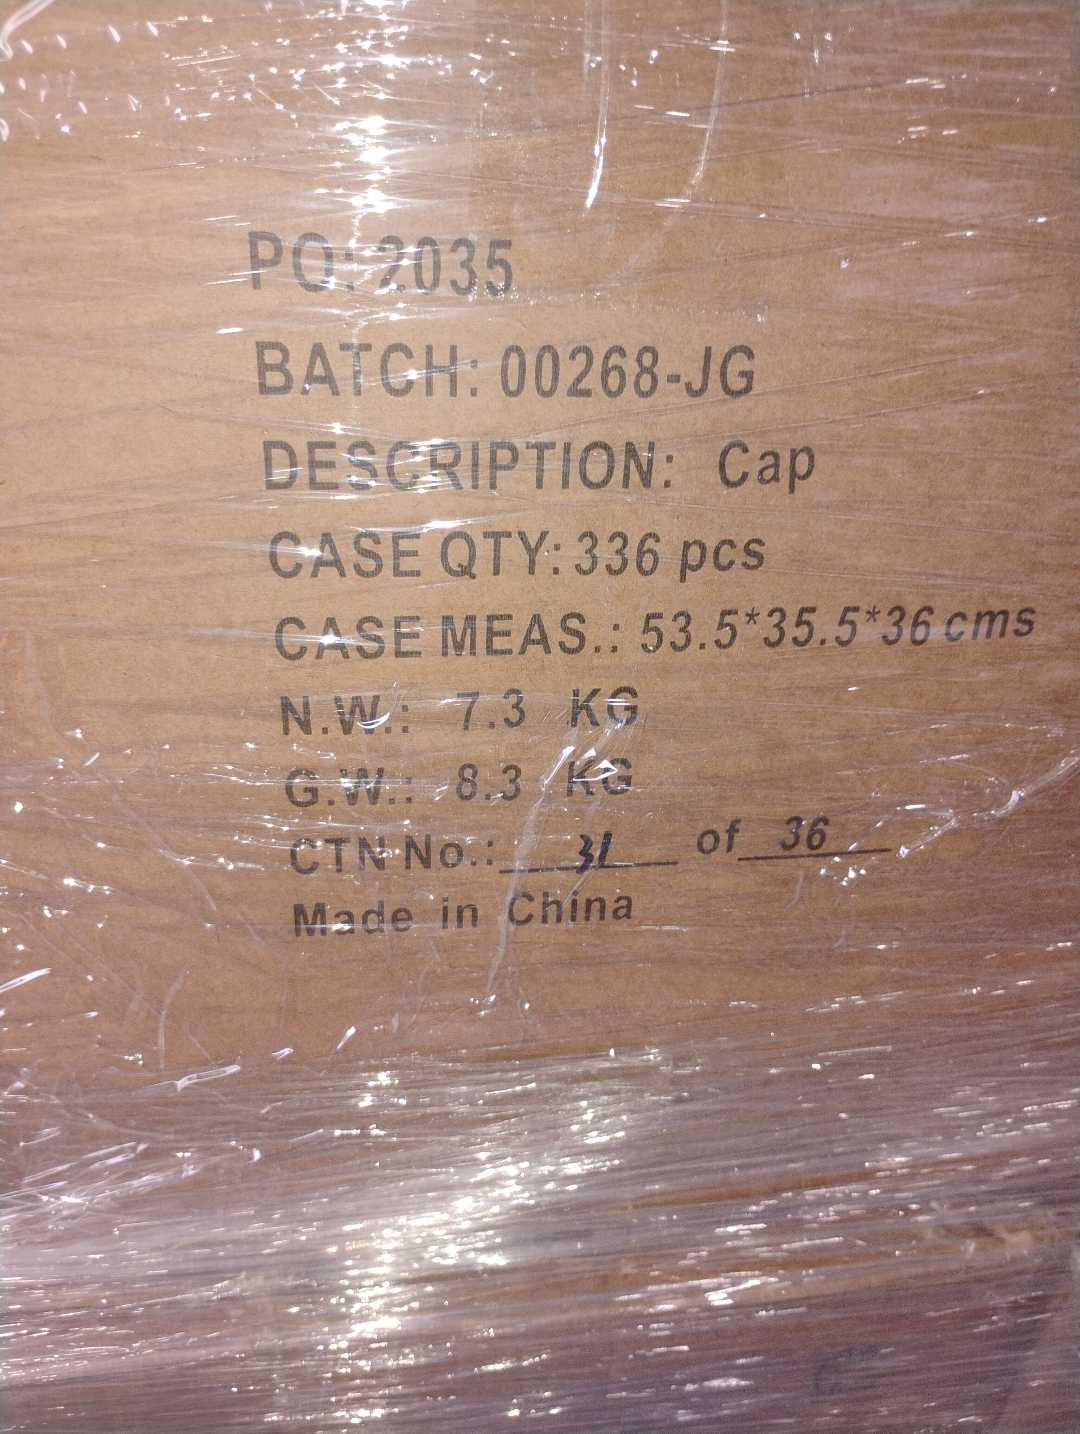 PO: 2035
BATCH: 00268-JG
DESCRIPTION: Cap
CASE QTY: 336 pcs
CASE MEAS.: 53.5*35.5*36 cms
N.W.: 7.3 KG
G.W.: 8.3 KG
CTN No.: 31 of 36
Made in China